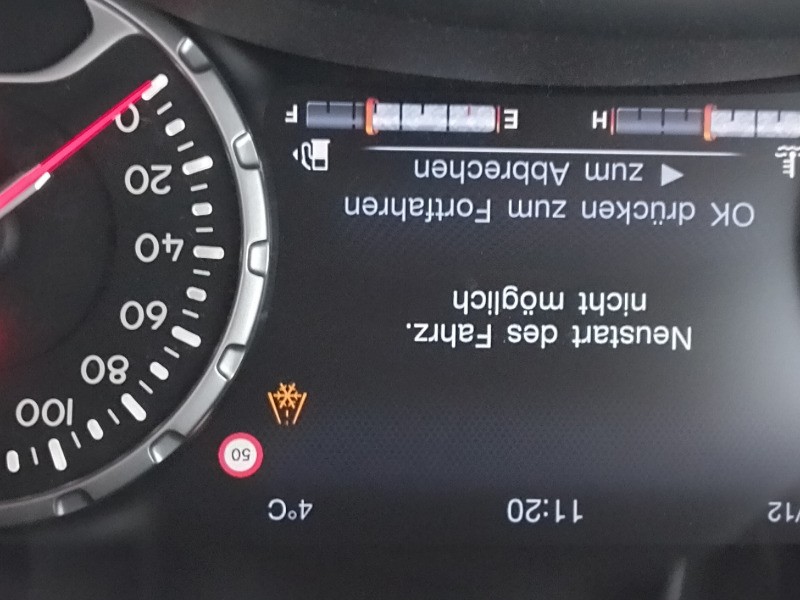 /12
11:20
4°C
50
Neustart des Fahrz.
nicht möglich
OK drücken zum Fortfahren
◀ zum Abbrechen
H
E
F
100
80
60
40
20
0